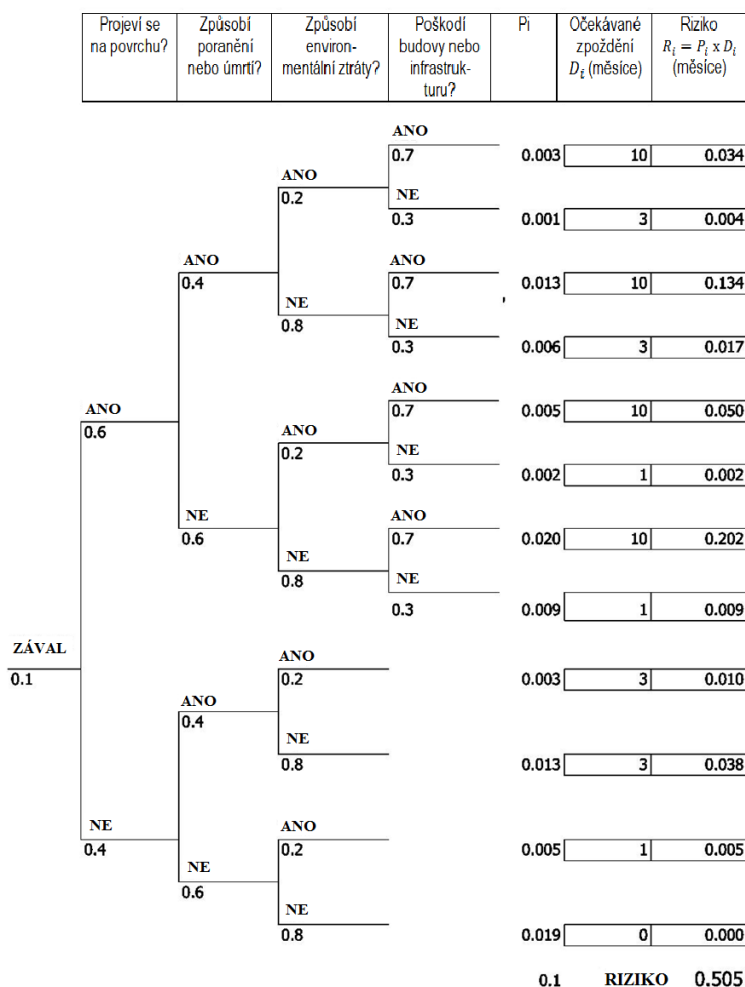 Projeví se na povrchu?
Způsobí poranění nebo úmrtí?
Způsobí environ-mentální ztráty?
Poškodí budovy nebo infrastruk-turu?
Pi
Očekávané zpoždění D_i (měsíce)
Riziko R_i = P_i x D_i (měsíce)
ANO
0.7 0.003 10 0.034
ANO
0.2
NE
0.3 0.001 3 0.004
ANO
0.4
ANO
0.7 0.013 10 0.134
NE
0.8
NE
0.3 0.006 3 0.017
ANO
0.6
ANO
0.7 0.005 10 0.050
ANO
0.2
NE
0.3 0.002 1 0.002
NE
0.6
ANO
0.7 0.020 10 0.202
NE
0.8
NE
0.3 0.009 1 0.009
ZÁVAL
0.1
ANO
0.2 0.003 3 0.010
ANO
0.4
NE
0.8 0.013 3 0.038
NE
0.4
ANO
0.2 0.005 1 0.005
NE
0.6
NE
0.8 0.019 0 0.000
0.1 RIZIKO 0.505